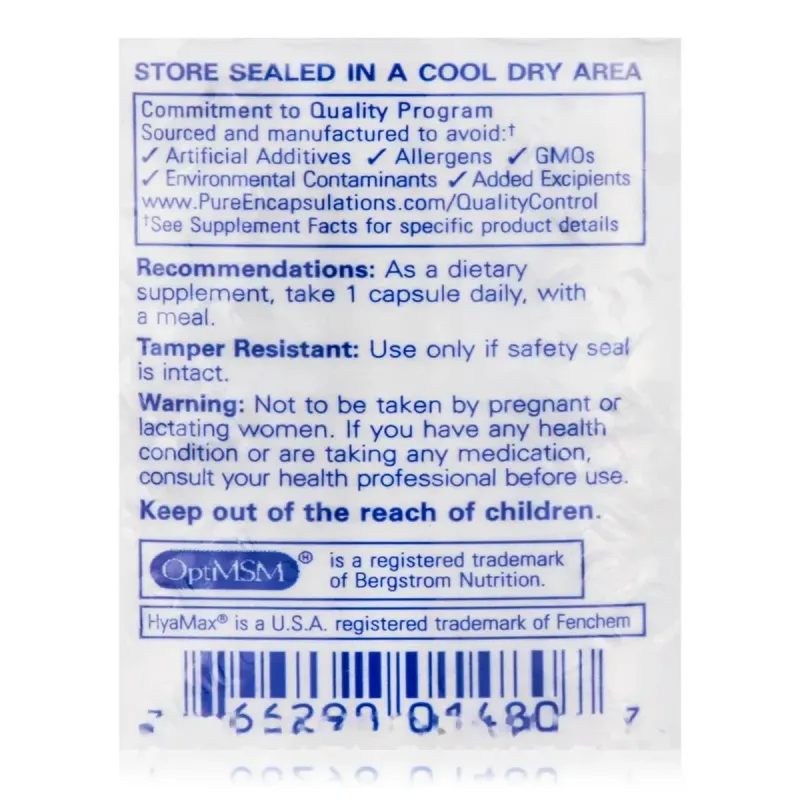 STORE SEALED IN A COOL DRY AREA
Commitment to Quality Program
Sourced and manufactured to avoid:†
✓ Artificial Additives ✓ Allergens ✓ GMOs
✓ Environmental Contaminants ✓ Added Excipients
www.PureEncapsulations.com/QualityControl
†See Supplement Facts for specific product details
Recommendations: As a dietary
supplement, take 1 capsule daily, with
a meal.
Tamper Resistant: Use only if safety seal
is intact.
Warning: Not to be taken by pregnant or
lactating women. If you have any health
condition or are taking any medication,
consult your health professional before use.
Keep out of the reach of children.
OptiMSM® is a registered trademark
of Bergstrom Nutrition.
HyaMax® is a U.S.A. registered trademark of Fenchem
01480 7